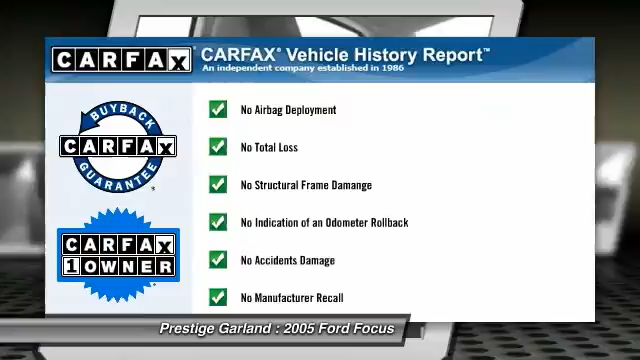 CARFAX
CARFAX® Vehicle History Report™
An independent company established in 1986
BUYBACK
CARFAX
GUARANTEE
CARFAX
1 OWNER
No Airbag Deployment
No Total Loss
No Structural Frame Damange
No Indication of an Odometer Rollback
No Accidents Damage
No Manufacturer Recall
Prestige Garland : 2005 Ford Focus